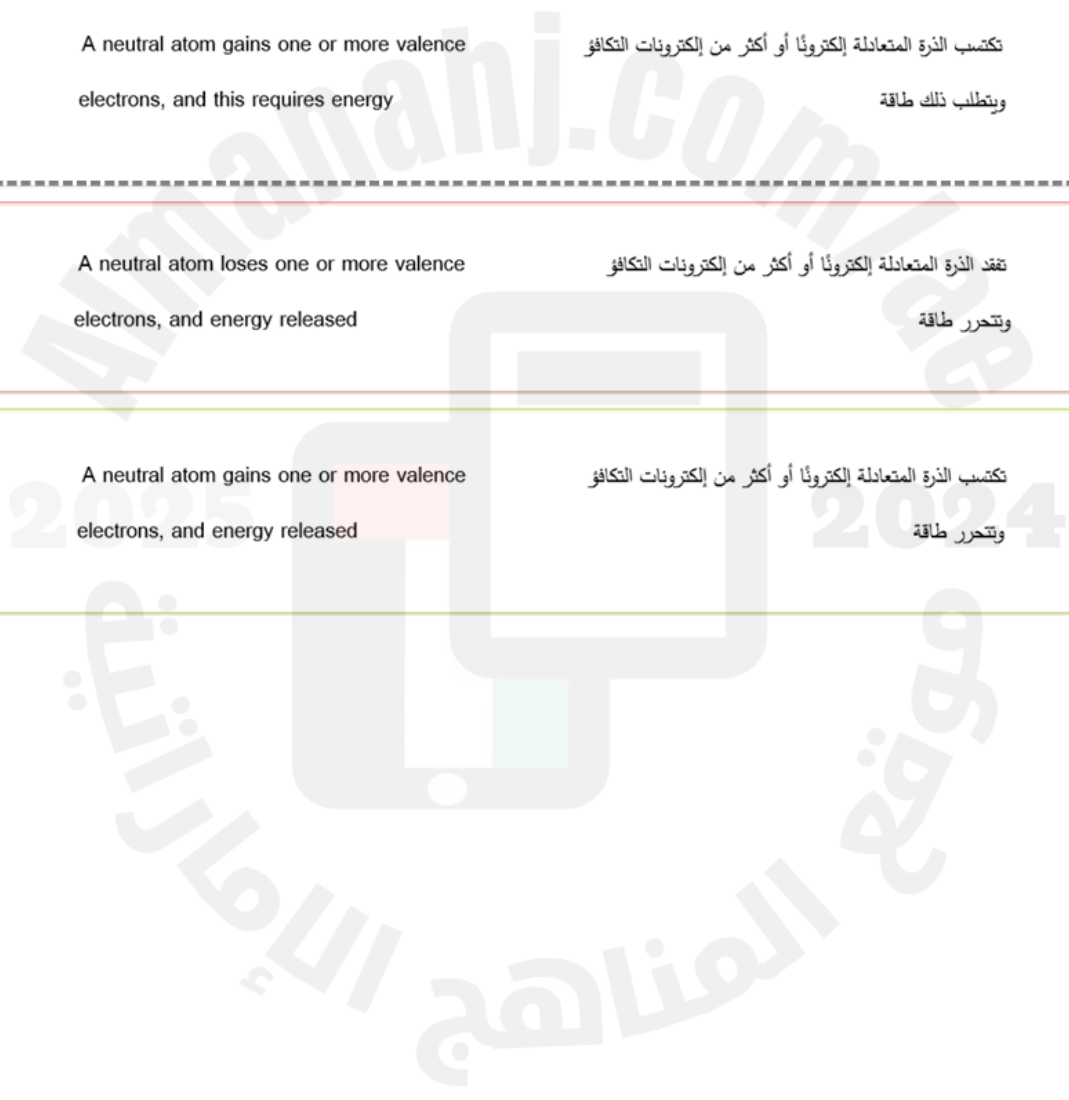 A neutral atom gains one or more valence
electrons, and this requires energy
تكتسب الذرة المتعادلة إلكترونًا أو أكثر من إلكترونات التكافؤ
ويتطلب ذلك طاقة
A neutral atom loses one or more valence
electrons, and energy released
تفقد الذرة المتعادلة إلكترونًا أو أكثر من إلكترونات التكافؤ
وتتحرر طاقة
A neutral atom gains one or more valence
electrons, and energy released
تكتسب الذرة المتعادلة إلكترونًا أو أكثر من إلكترونات التكافؤ
وتتحرر طاقة
Almanahj.com/ae
2025
2024
موقع المناهج الإماراتية